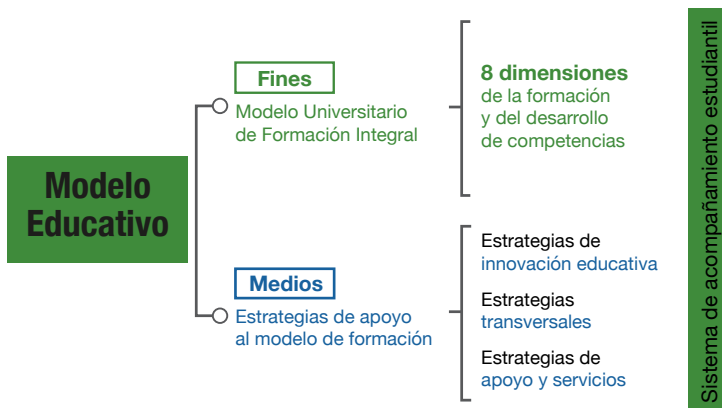 Modelo
Educativo
Fines
Modelo Universitario
de Formación Integral
8 dimensiones
de la formación
y del desarrollo
de competencias
Medios
Estrategias de apoyo
al modelo de formación
Estrategias de
innovación educativa
Estrategias
transversales
Estrategias de
apoyo y servicios
Sistema de acompañamiento estudiantil